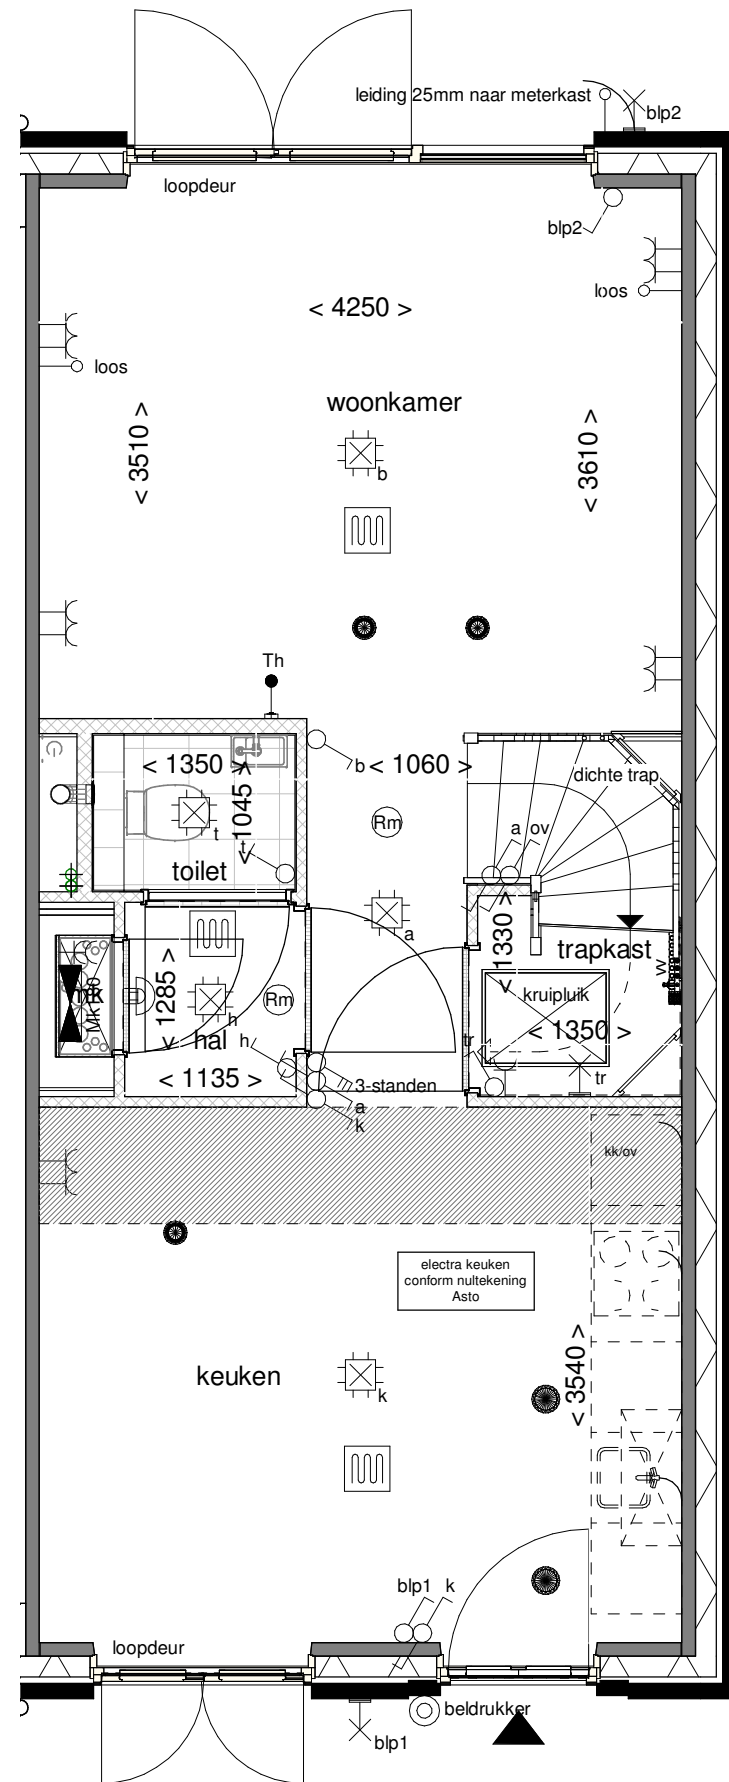 leiding 25mm naar meterkast
blp2
loopdeur
blp2
loos
< 4250 >
loos
woonkamer
< 3510 >
< 3610 >
b
Th
b
< 1350 >
< 1060 >
dichte trap
< 1045 >
t
t
Rm
a ov
toilet
a
< 1330 >
trapkast
w
< 1285 >
mk
kruipluik
Rm
h
hal
h
< 1350 >
tr
tr
< 1135 >
3-standen
a
k
kk/ov
electra keuken
conform nultekening
Asto
keuken
k
< 3540 >
blp1 k
loopdeur
beldrukker
blp1